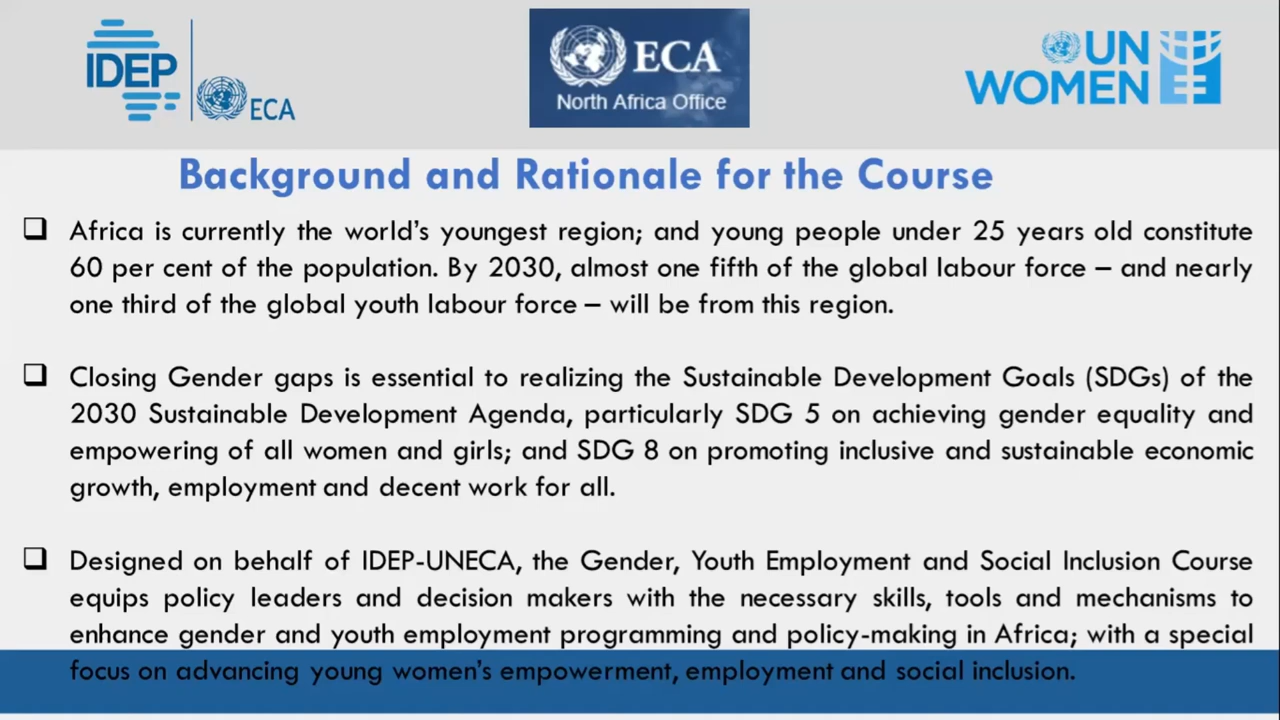 IDEP
ECA
ECA
North Africa Office
UN
WOMEN
Background and Rationale for the Course
Africa is currently the world’s youngest region; and young people under 25 years old constitute
60 per cent of the population. By 2030, almost one fifth of the global labour force – and nearly
one third of the global youth labour force – will be from this region.
Closing Gender gaps is essential to realizing the Sustainable Development Goals (SDGs) of the
2030 Sustainable Development Agenda, particularly SDG 5 on achieving gender equality and
empowering of all women and girls; and SDG 8 on promoting inclusive and sustainable economic
growth, employment and decent work for all.
Designed on behalf of IDEP-UNECA, the Gender, Youth Employment and Social Inclusion Course
equips policy leaders and decision makers with the necessary skills, tools and mechanisms to
enhance gender and youth employment programming and policy-making in Africa; with a special
focus on advancing young women’s empowerment, employment and social inclusion.